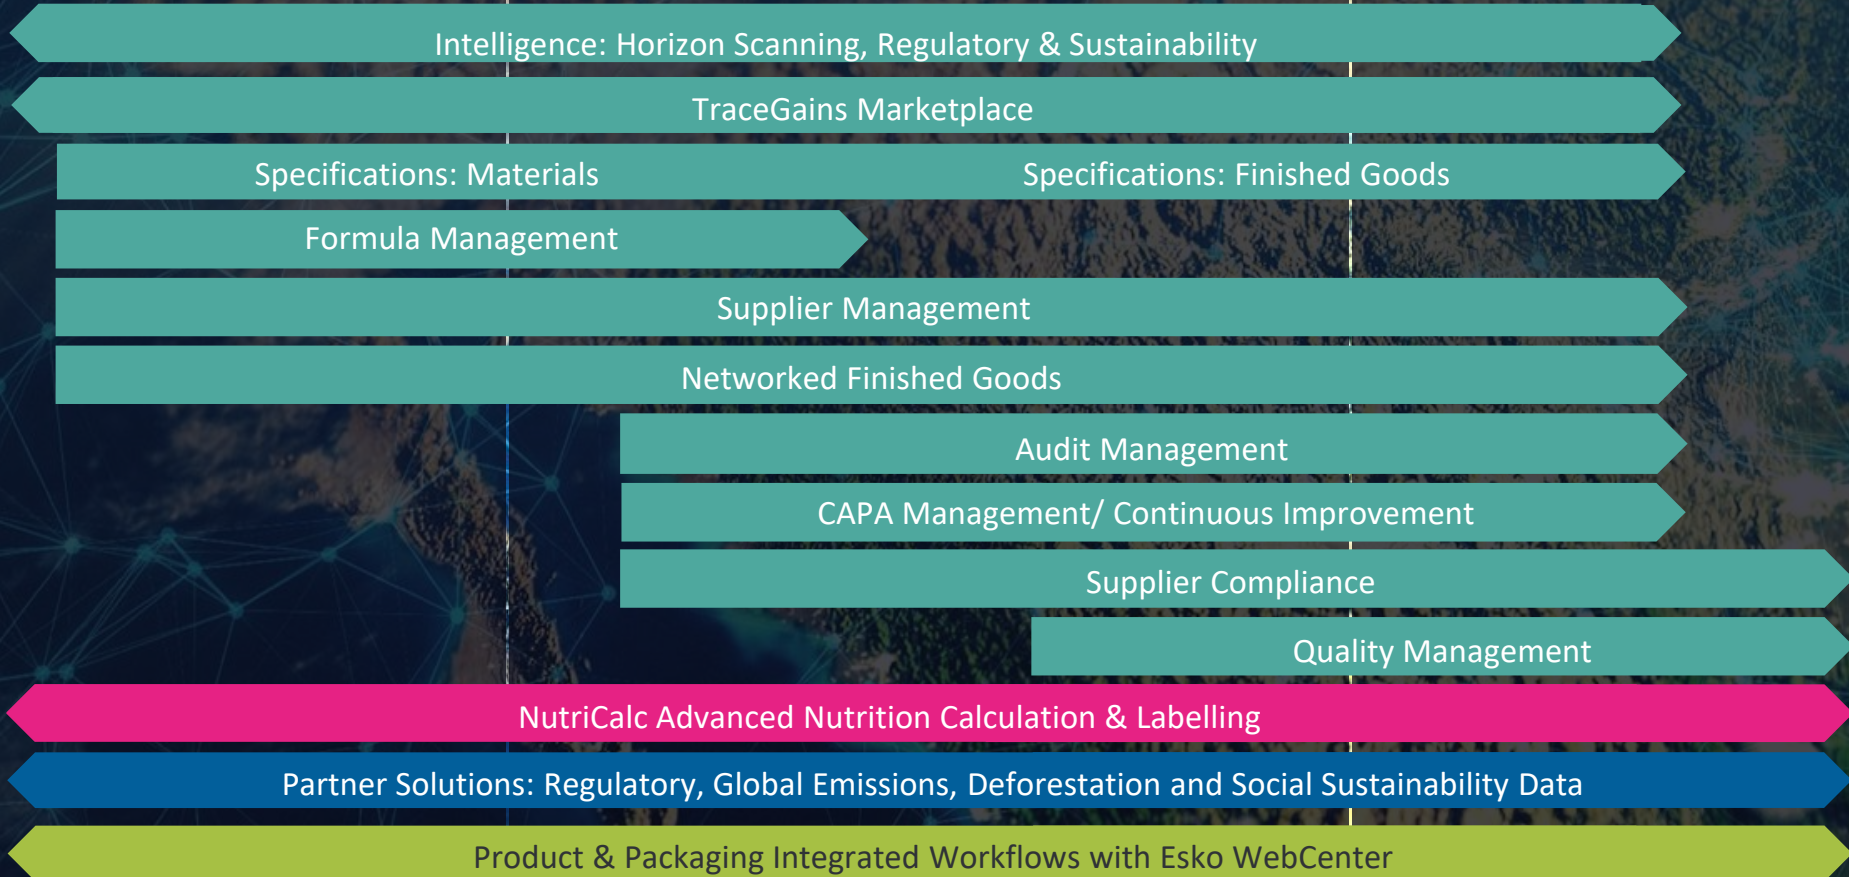 Intelligence: Horizon Scanning, Regulatory & Sustainability
TraceGains Marketplace
Specifications: Materials
Specifications: Finished Goods
Formula Management
Supplier Management
Networked Finished Goods
Audit Management
CAPA Management/ Continuous Improvement
Supplier Compliance
Quality Management
NutriCalc Advanced Nutrition Calculation & Labelling
Partner Solutions: Regulatory, Global Emissions, Deforestation and Social Sustainability Data
Product & Packaging Integrated Workflows with Esko WebCenter